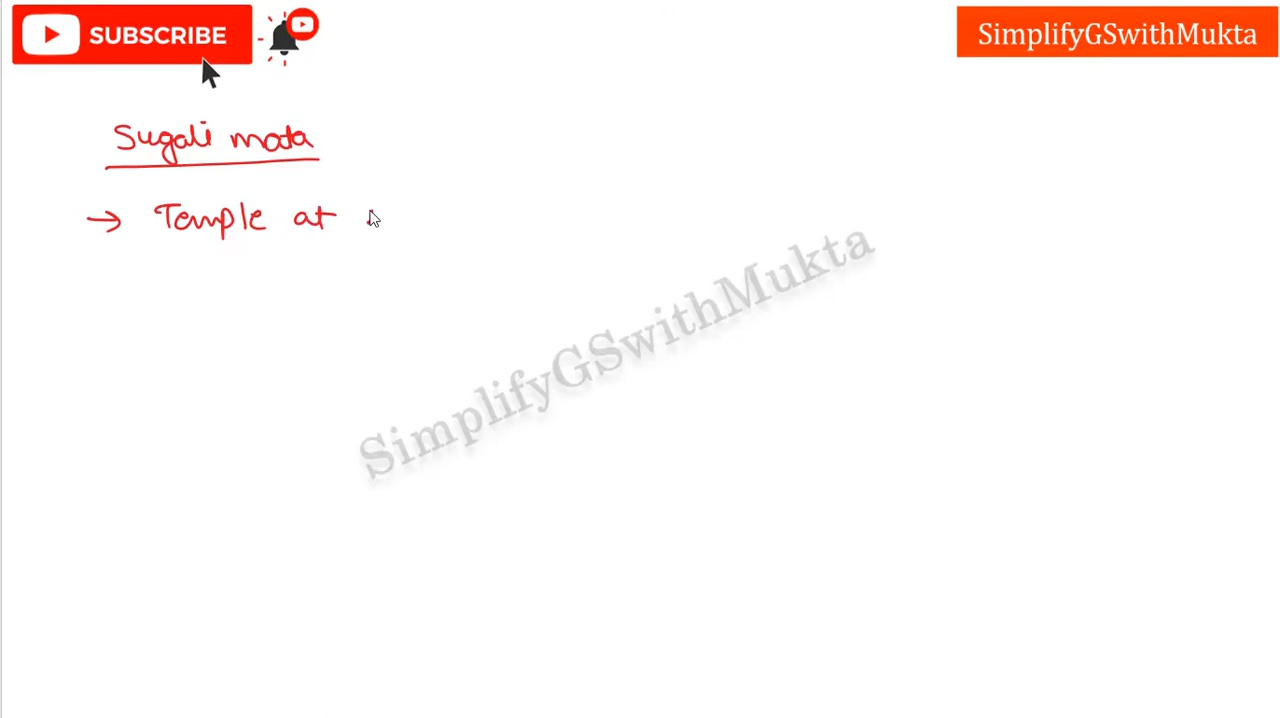 SUBSCRIBE
SimplifyGSwithMukta
Sugali mata
→ Temple at
SimplifyGSwithMukta